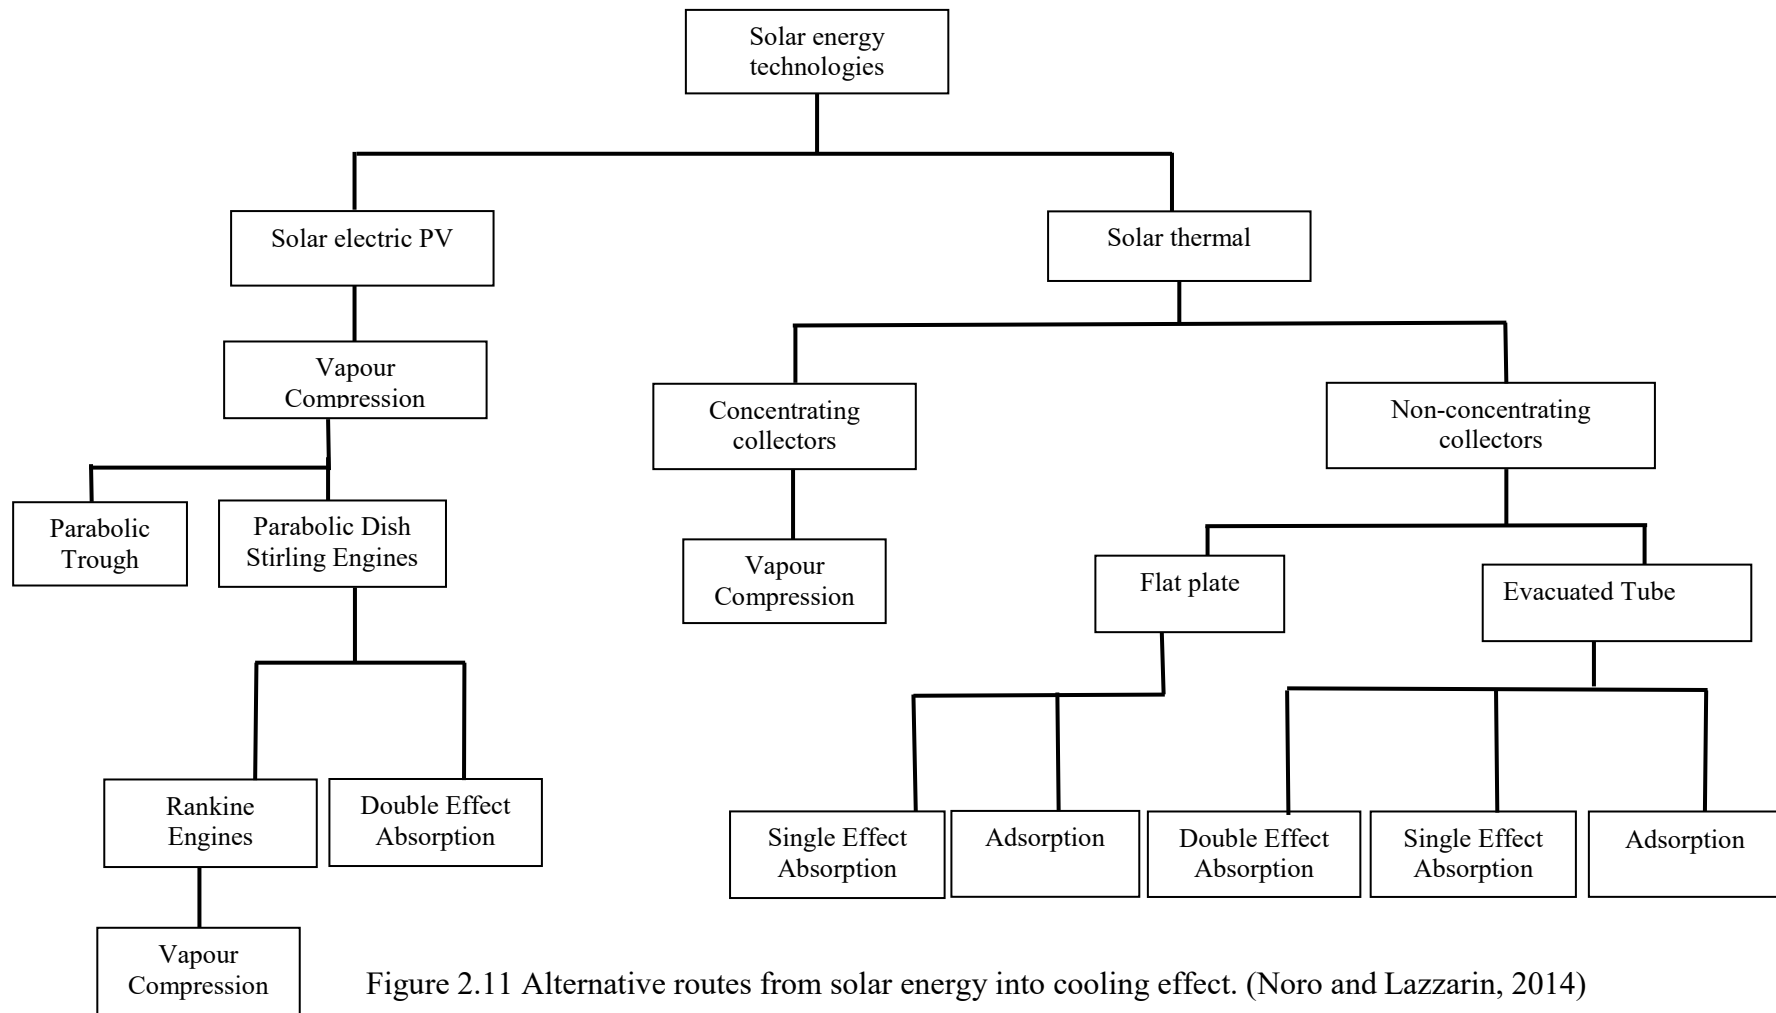 Solar energy
technologies
Solar electric PV
Solar thermal
Vapour
Compression
Concentrating
collectors
Non-concentrating
collectors
Parabolic
Trough
Parabolic Dish
Stirling Engines
Vapour
Compression
Flat plate
Evacuated Tube
Rankine
Engines
Double Effect
Absorption
Single Effect
Absorption
Adsorption
Double Effect
Absorption
Single Effect
Absorption
Adsorption
Vapour
Compression
Figure 2.11 Alternative routes from solar energy into cooling effect. (Noro and Lazzarin, 2014)